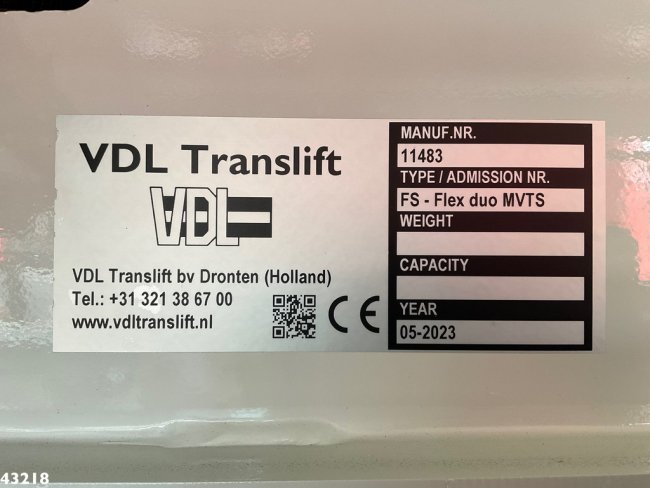 VDL Translift
VDL
VDL Translift bv Dronten (Holland)
Tel.: +31 321 38 67 00
www.vdltranslift.nl
CE
MANUF.NR.
11483
TYPE / ADMISSION NR.
FS - Flex duo MVTS
WEIGHT
CAPACITY
YEAR
05-2023
43218